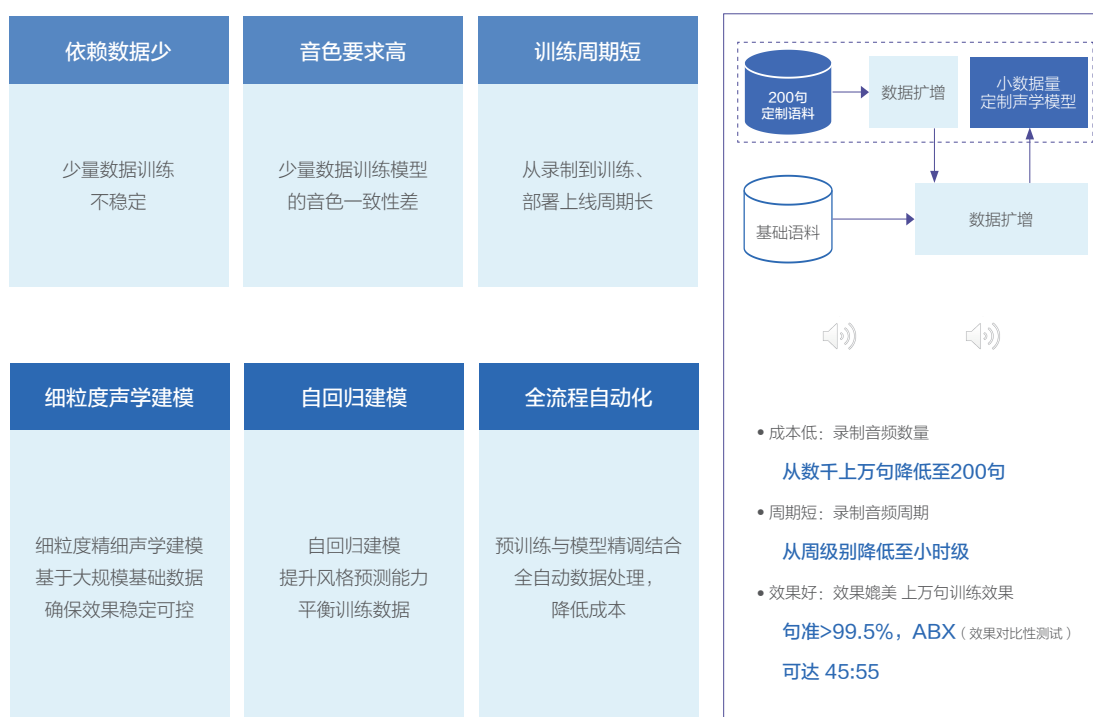 依赖数据少
少量数据训练
不稳定
音色要求高
少量数据训练模型
的音色一致性差
训练周期短
从录制到训练、
部署上线周期长
细粒度声学建模
细粒度精细声学建模
基于大规模基础数据
确保效果稳定可控
自回归建模
自回归建模
提升风格预测能力
平衡训练数据
全流程自动化
预训练与模型精调结合
全自动数据处理，
降低成本
200句
定制语料
数据扩增
小数据量
定制声学模型
基础语料
数据扩增
• 成本低：录制音频数量
从数千上万句降低至200句
• 周期短：录制音频周期
从周级别降低至小时级
• 效果好：效果媲美 上万句训练效果
句准>99.5%，ABX（效果对比性测试）
可达 45:55